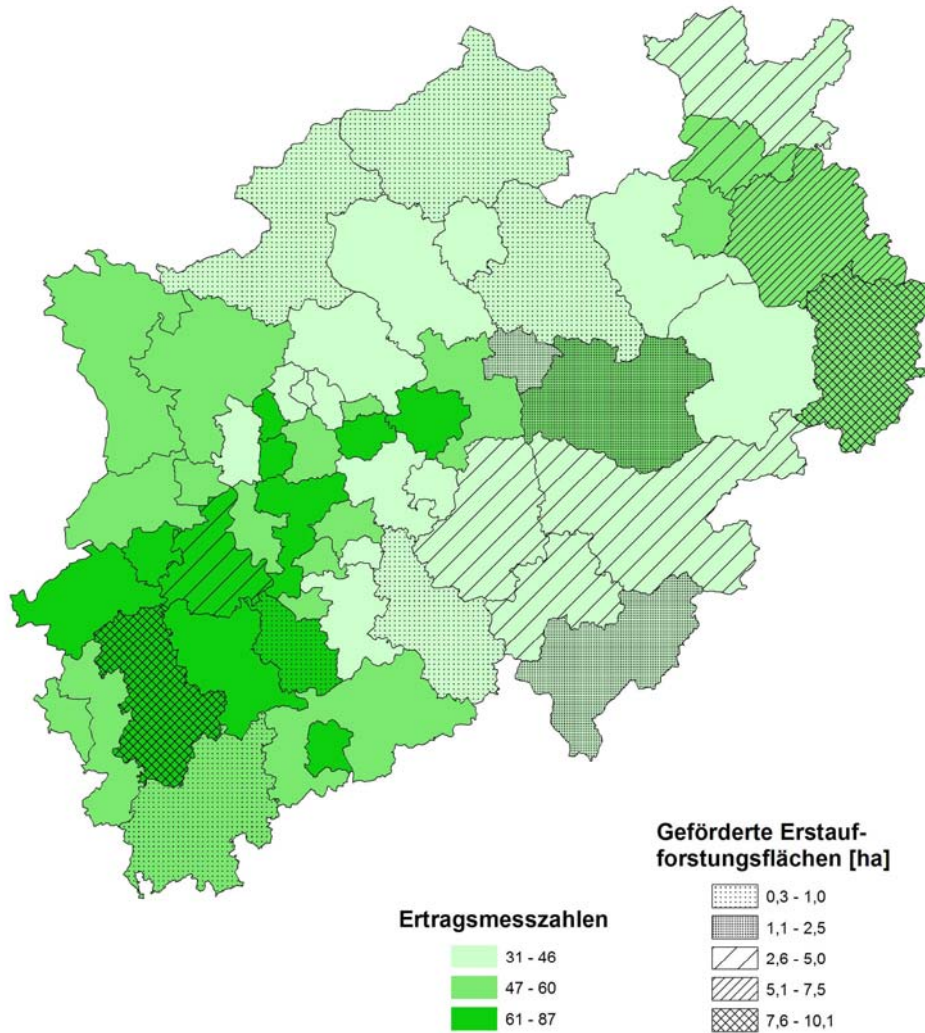 Geförderte Erstauf-
forstungsflächen [ha]
0,3 - 1,0
1,1 - 2,5
2,6 - 5,0
5,1 - 7,5
7,6 - 10,1
Ertragsmesszahlen
31 - 46
47 - 60
61 - 87